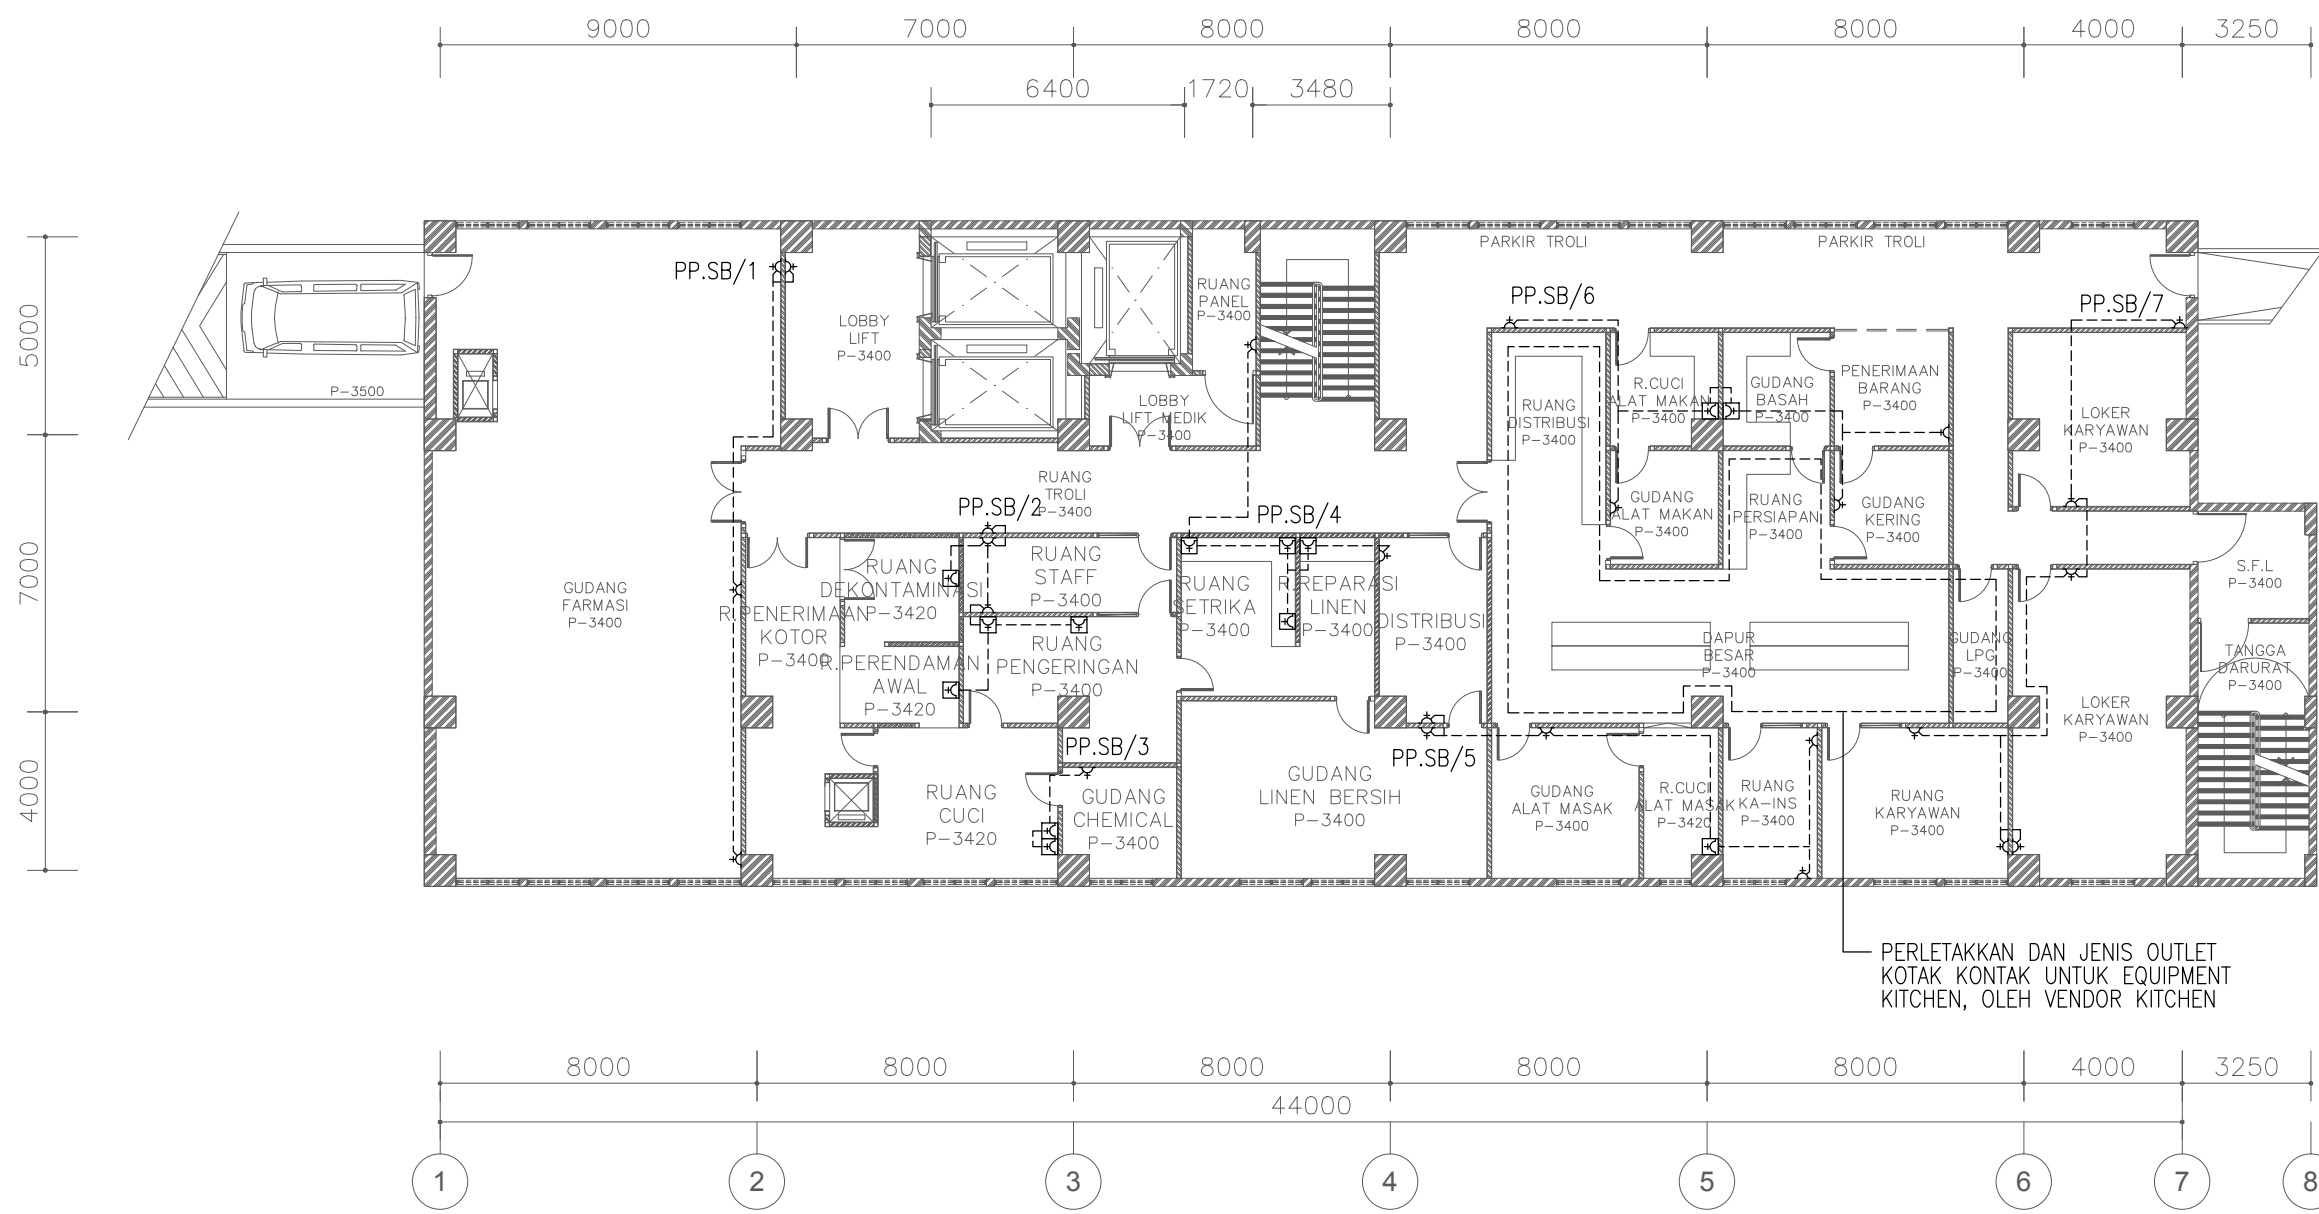 9000
7000
8000
8000
8000
4000
3250
6400
1720
3480
5000
7000
4000
PP.SB/1
P-3500
LOBBY
LIFT
P-3400
RUANG
PANEL
P-3400
LOBBY
LIFT MEDIK
P-3400
PARKIR TROLI
PARKIR TROLI
PP.SB/6
PP.SB/7
RUANG
DISTRIBUSI
P-3400
R.CUCI
ALAT MAKAN
P-3400
GUDANG
BASAH
P-3400
PENERIMAAN
BARANG
P-3400
LOKER
KARYAWAN
P-3400
RUANG
TROLI
P-3400
PP.SB/2
PP.SB/4
GUDANG
ALAT MAKAN
P-3400
RUANG
PERSIAPAN
P-3400
GUDANG
KERING
P-3400
GUDANG
FARMASI
P-3400
RUANG
DEKONTAMINASI
P-3420
RUANG
STAFF
P-3400
R.PENERIMAAN
KOTOR
P-3400
RUANG
SETRIKA
P-3400
R.REPARASI
LINEN
P-3400
DISTRIBUSI
P-3400
S.F.L
P-3400
R.PERENDAMAN
AWAL
P-3420
RUANG
PENGERINGAN
P-3400
DAPUR
BESAR
P-3400
GUDANG
LPG
P-3400
TANGGA
DARURAT
P-3400
LOKER
KARYAWAN
P-3400
PP.SB/3
PP.SB/5
RUANG
CUCI
P-3420
GUDANG
CHEMICAL
P-3400
GUDANG
LINEN BERSIH
P-3400
GUDANG
ALAT MASAK
P-3400
R.CUCI
ALAT MASAK
P-3420
RUANG
KA-INS
P-3400
RUANG
KARYAWAN
P-3400
PERLETAKKAN DAN JENIS OUTLET
KOTAK KONTAK UNTUK EQUIPMENT
KITCHEN, OLEH VENDOR KITCHEN
8000
8000
8000
8000
8000
4000
3250
44000
1
2
3
4
5
6
7
8